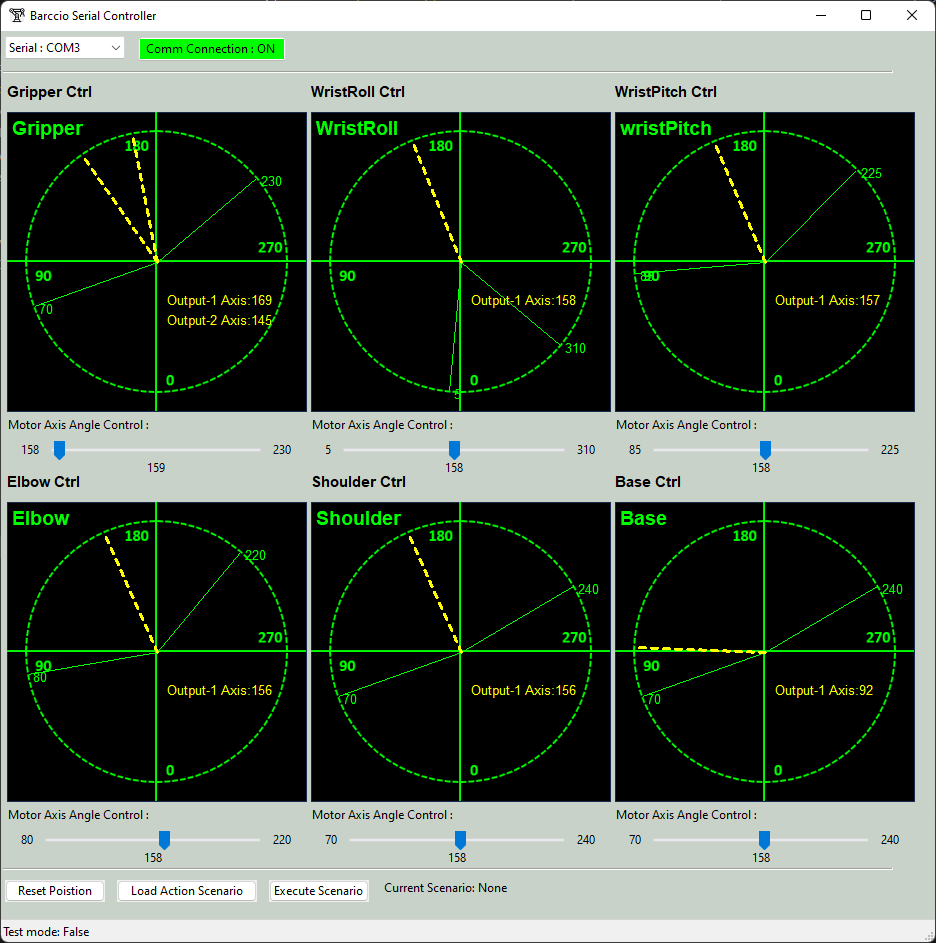 Barccio Serial Controller
Serial : COM3
Comm Connection : ON
Gripper Ctrl
WristRoll Ctrl
WristPitch Ctrl
Gripper
180
230
270
90
70
Output-1 Axis:169
Output-2 Axis:145
0
WristRoll
180
270
90
Output-1 Axis:158
310
0
5
wristPitch
180
225
270
85
90
Output-1 Axis:157
0
Motor Axis Angle Control :
158
230
159
Motor Axis Angle Control :
5
310
158
Motor Axis Angle Control :
85
225
158
Elbow Ctrl
Shoulder Ctrl
Base Ctrl
Elbow
180
220
270
90
80
Output-1 Axis:156
0
Shoulder
180
240
270
90
70
Output-1 Axis:156
0
Base
180
240
270
90
70
Output-1 Axis:92
0
Motor Axis Angle Control :
80
220
158
Motor Axis Angle Control :
70
240
158
Motor Axis Angle Control :
70
240
158
Reset Poistion
Load Action Scenario
Execute Scenario
Current Scenario: None
Test mode: False